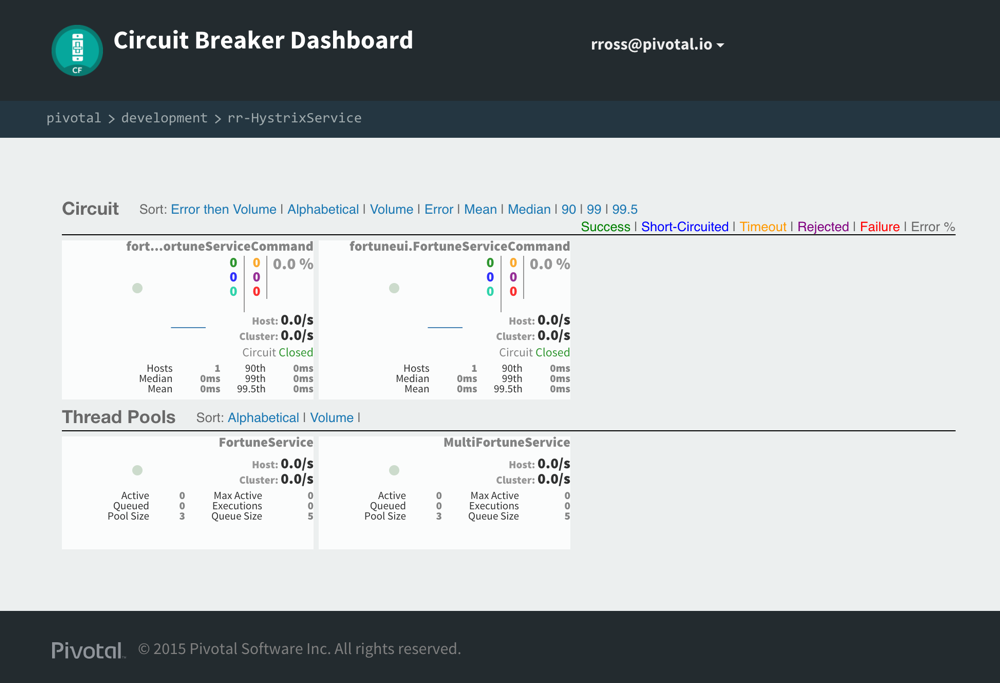 Circuit Breaker Dashboard
rross@pivotal.io
CF
pivotal > development > rr-HystrixService
Circuit Sort: Error then Volume | Alphabetical | Volume | Error | Mean | Median | 90 | 99 | 99.5
Success | Short-Circuited | Timeout | Rejected | Failure | Error %
fort...ortuneServiceCommand
0 0 0.0 %
0 0
0 0
Host: 0.0/s
Cluster: 0.0/s
Circuit Closed
Hosts 1 90th 0ms
Median 0ms 99th 0ms
Mean 0ms 99.5th 0ms
fortuneui.FortuneServiceCommand
0 0 0.0 %
0 0
0 0
Host: 0.0/s
Cluster: 0.0/s
Circuit Closed
Hosts 1 90th 0ms
Median 0ms 99th 0ms
Mean 0ms 99.5th 0ms
Thread Pools Sort: Alphabetical | Volume |
FortuneService
Host: 0.0/s
Cluster: 0.0/s
Active 0 Max Active 0
Queued 0 Executions 0
Pool Size 3 Queue Size 5
MultiFortuneService
Host: 0.0/s
Cluster: 0.0/s
Active 0 Max Active 0
Queued 0 Executions 0
Pool Size 3 Queue Size 5
Pivotal © 2015 Pivotal Software Inc. All rights reserved.